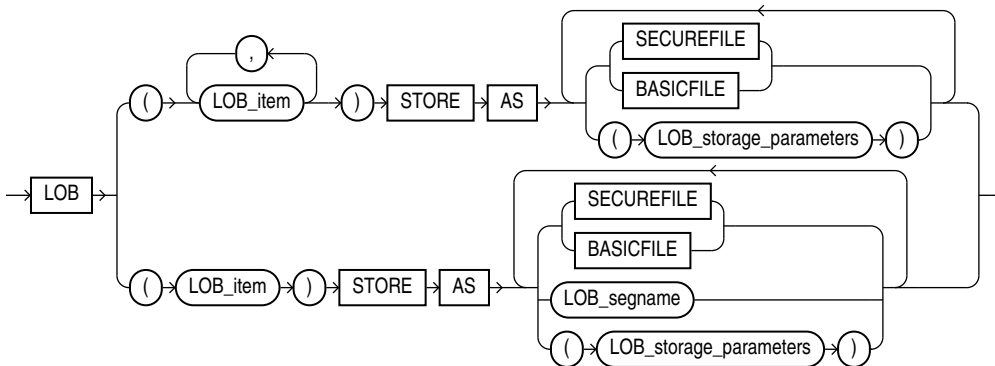 ,
SECUREFILE
BASICFILE
( LOB_item ) STORE AS
( LOB_storage_parameters )
LOB
SECUREFILE
BASICFILE
( LOB_item ) STORE AS
LOB_segname
( LOB_storage_parameters )